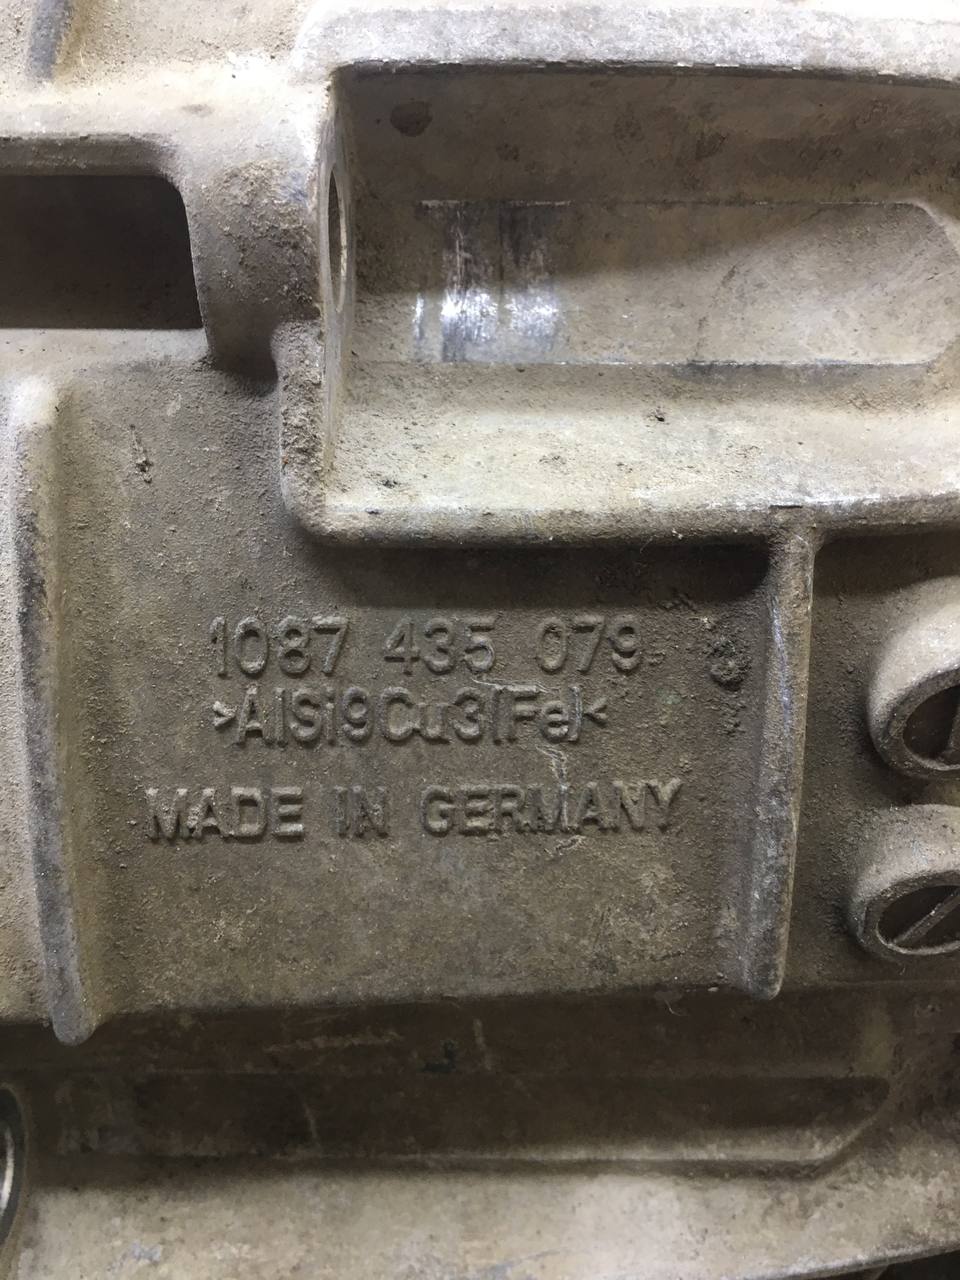 1087 435 079
>AlSi9Cu3(Fe)<
MADE IN GERMANY